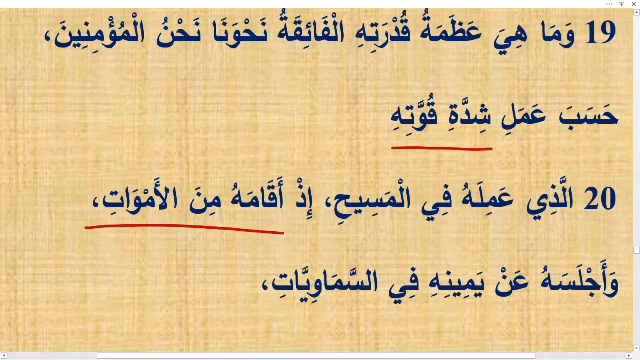 19 وَمَا هِيَ عَظَمَةُ قُدْرَتِهِ الْفَائِقَةُ نَحْوَنَا نَحْنُ الْمُؤْمِنِينَ،
حَسَبَ عَمَلِ شِدَّةِ قُوَّتِهِ
20 الَّذِي عَمِلَهُ فِي الْمَسِيحِ، إِذْ أَقَامَهُ مِنَ الأَمْوَاتِ،
وَأَجْلَسَهُ عَنْ يَمِينِهِ فِي السَّمَاوِيَّاتِ،